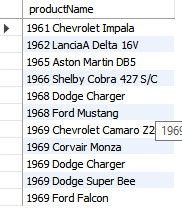 productName
1961 Chevrolet Impala
1962 LanciaA Delta 16V
1965 Aston Martin DB5
1966 Shelby Cobra 427 S/C
1968 Dodge Charger
1968 Ford Mustang
1969 Chevrolet Camaro Z2 1969
1969 Corvair Monza
1969 Dodge Charger
1969 Dodge Super Bee
1969 Ford Falcon